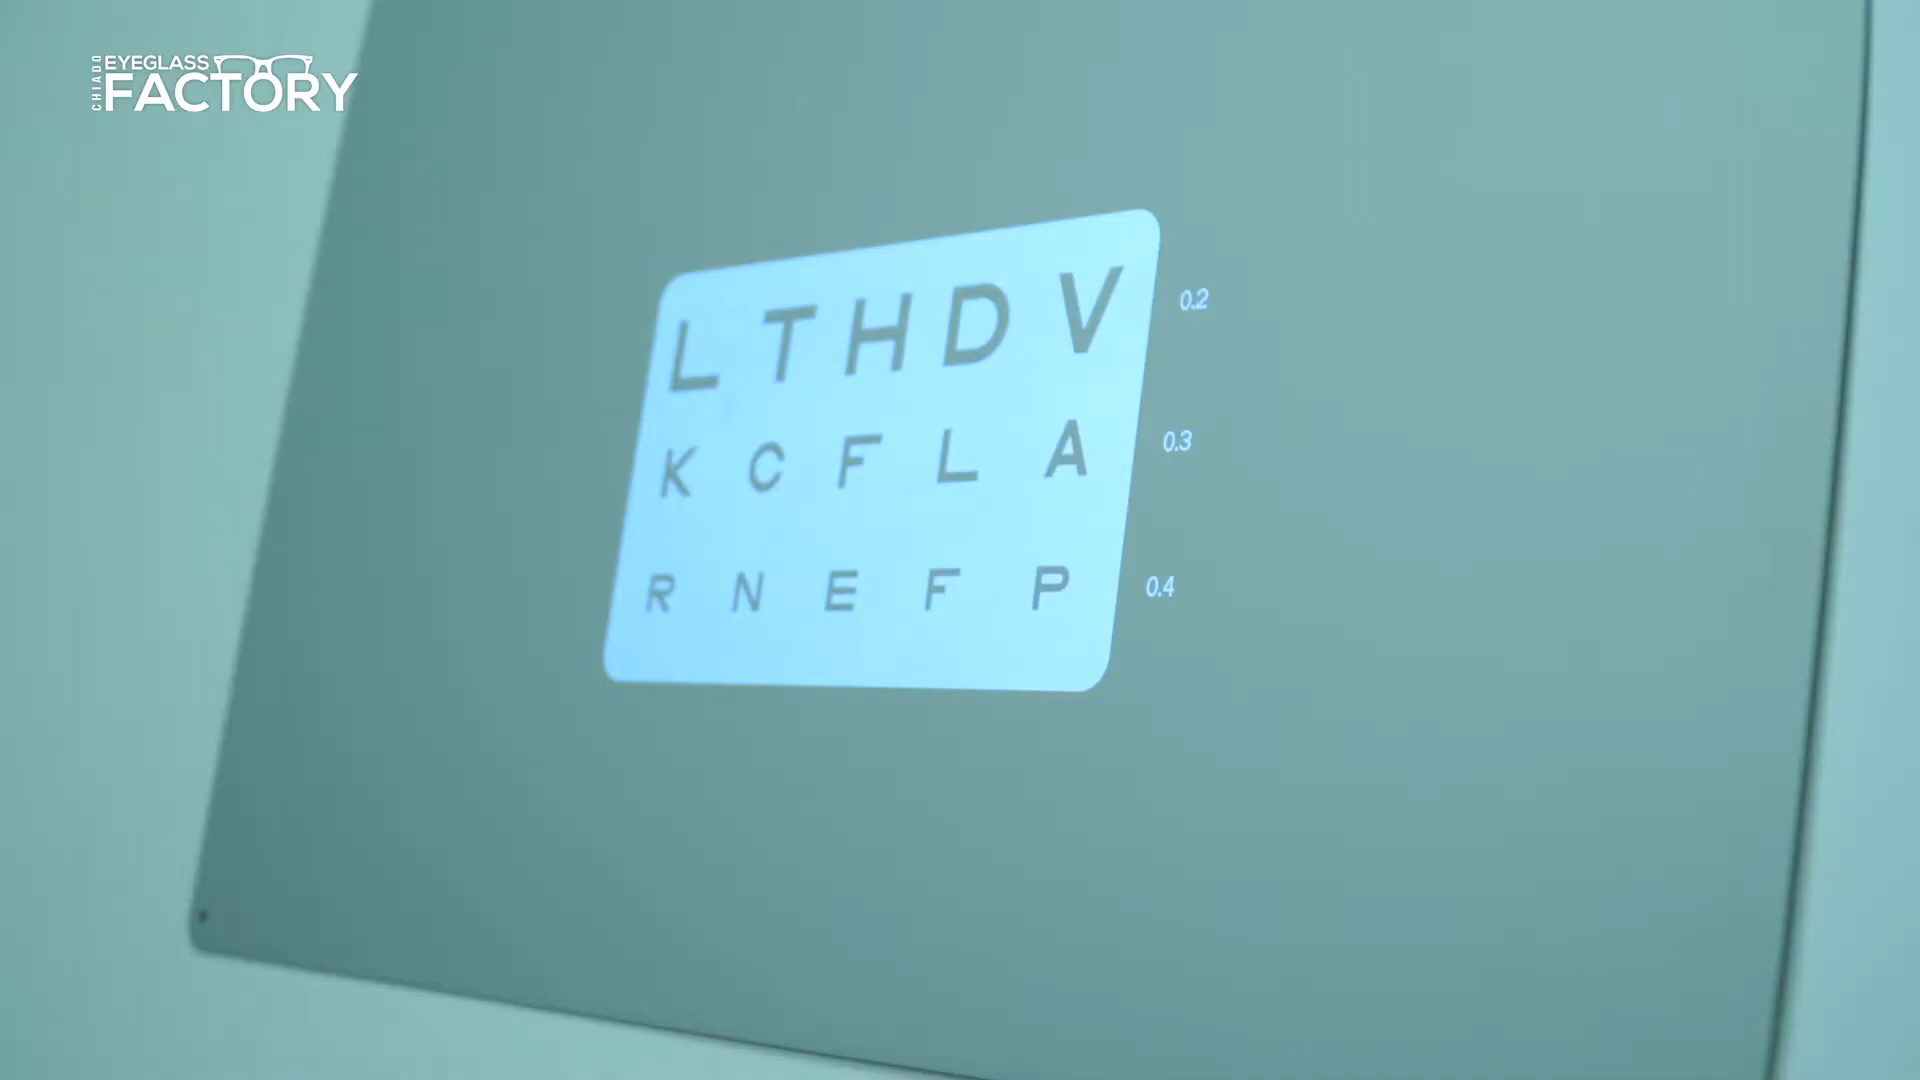 CHIADO
EYEGLASS
FACTORY
L T H D V 0.2
K C F L A 0.3
R N E F P 0.4